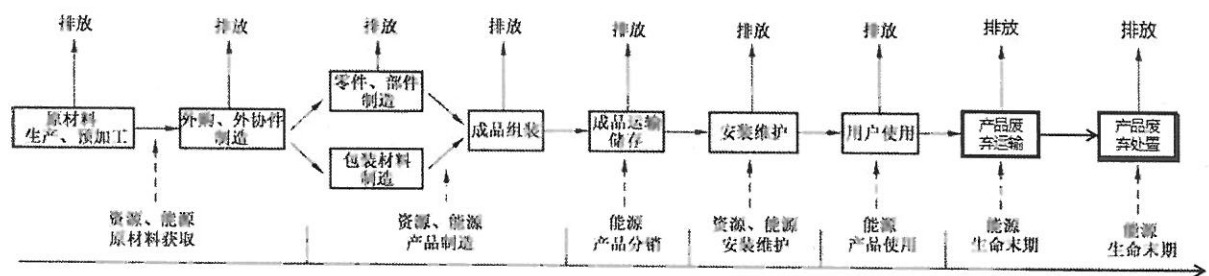 排放
排放
排放
排放
排放
排放
排放
排放
排放
原材料
生产、预加工
外购、外协件
制造
零件、部件
制造
包装材料
制造
成品组装
成品运输
储存
安装维护
用户使用
产品废
弃运输
产品废
弃处置
资源、能源
原材料获取
资源、能源
产品制造
能源
产品分销
资源、能源
安装维护
能源
产品使用
能源
生命末期
能源
生命末期